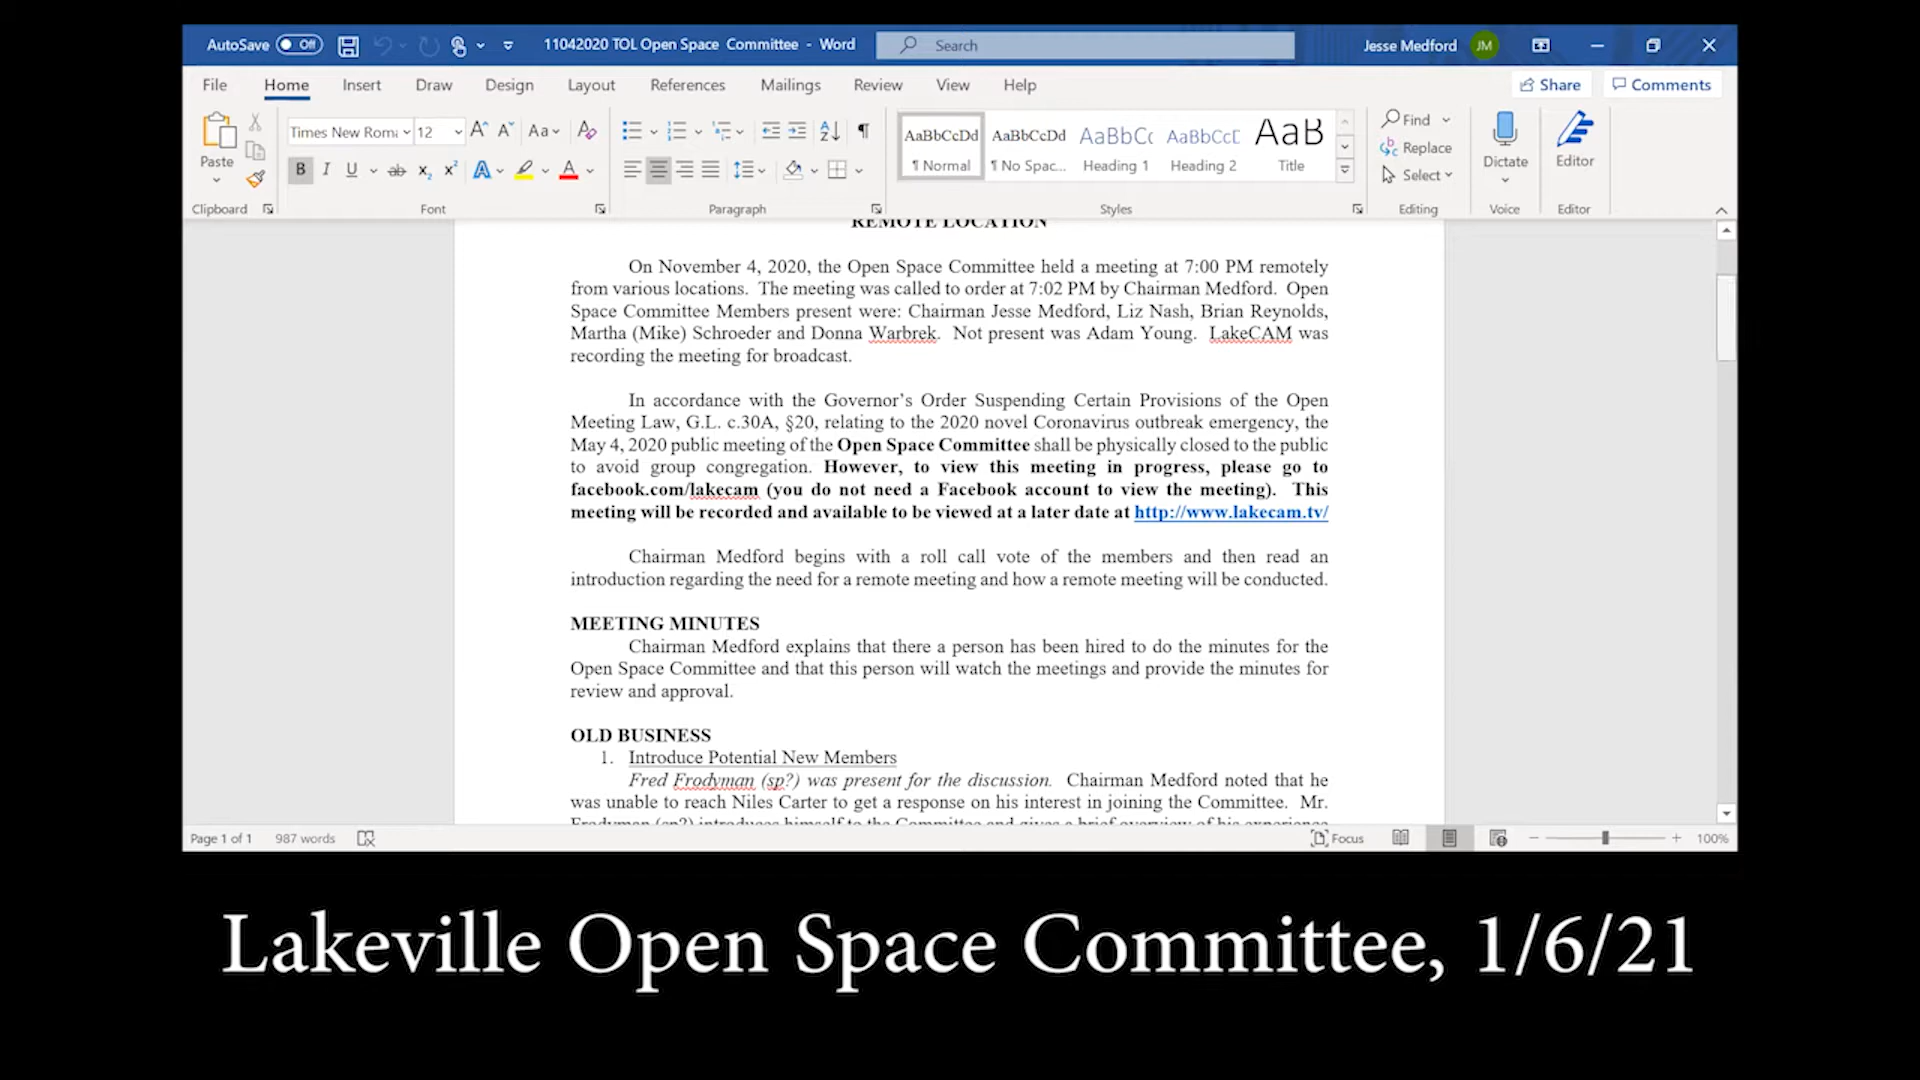 AutoSave Off 11042020 TOL Open Space Committee - Word Search Jesse Medford JM
File Home Insert Draw Design Layout References Mailings Review View Help Share Comments
Paste
Times New Roma 12 Aa
B I U ab
AaBbCcDd AaBbCcDd AaBbCc AaBbCcD AaB
¶ Normal ¶ No Spac... Heading 1 Heading 2 Title
Find
Replace
Select
Dictate
Editor
Clipboard Font Paragraph Styles Editing Voice Editor
REMOTE LOCATION
On November 4, 2020, the Open Space Committee held a meeting at 7:00 PM remotely
from various locations. The meeting was called to order at 7:02 PM by Chairman Medford. Open
Space Committee Members present were: Chairman Jesse Medford, Liz Nash, Brian Reynolds,
Martha (Mike) Schroeder and Donna Warbrek. Not present was Adam Young. LakeCAM was
recording the meeting for broadcast.
In accordance with the Governor's Order Suspending Certain Provisions of the Open
Meeting Law, G.L. c.30A, §20, relating to the 2020 novel Coronavirus outbreak emergency, the
May 4, 2020 public meeting of the Open Space Committee shall be physically closed to the public
to avoid group congregation. However, to view this meeting in progress, please go to
facebook.com/lakecam (you do not need a Facebook account to view the meeting). This
meeting will be recorded and available to be viewed at a later date at http://www.lakecam.tv/
Chairman Medford begins with a roll call vote of the members and then read an
introduction regarding the need for a remote meeting and how a remote meeting will be conducted.
MEETING MINUTES
Chairman Medford explains that there a person has been hired to do the minutes for the
Open Space Committee and that this person will watch the meetings and provide the minutes for
review and approval.
OLD BUSINESS
1. Introduce Potential New Members
Fred Frodyman (sp?) was present for the discussion. Chairman Medford noted that he
was unable to reach Niles Carter to get a response on his interest in joining the Committee. Mr.
Frodyman (sp?) introduces himself to the Committee and gives a brief overview of his experience
Page 1 of 1 987 words Focus 100%
Lakeville Open Space Committee, 1/6/21